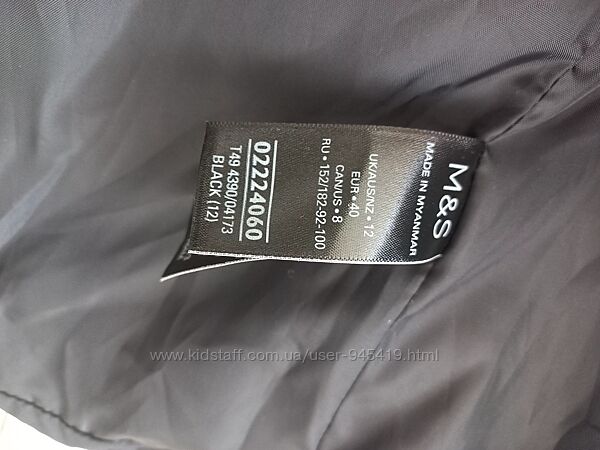 M&S
MADE IN MYANMAR
UK/AUS/NZ • 12
EUR • 40
CAN/US • 8
RU • 152/182-92-100
02224060
T49 4390/04173
BLACK (12)
www.kidstaff.com.ua/user-945419.html